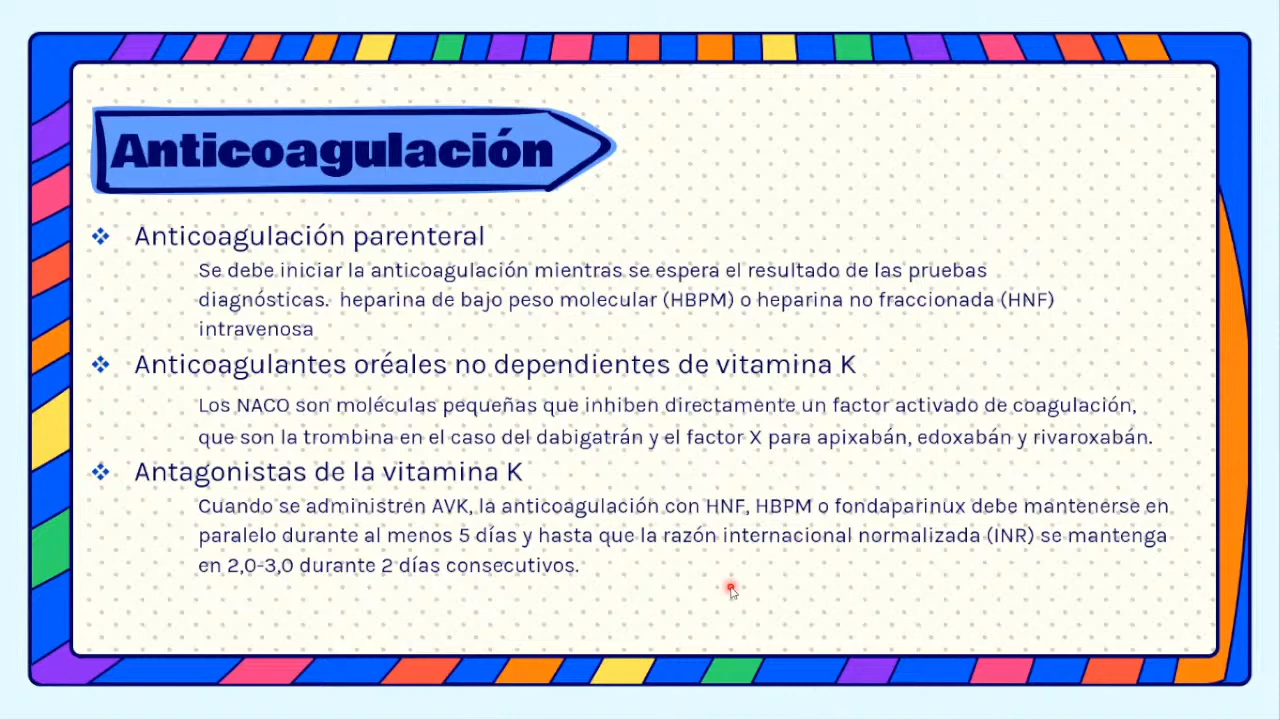 Anticoagulación
❖ Anticoagulación parenteral
Se debe iniciar la anticoagulación mientras se espera el resultado de las pruebas
diagnósticas. heparina de bajo peso molecular (HBPM) o heparina no fraccionada (HNF)
intravenosa
❖ Anticoagulantes oréales no dependientes de vitamina K
Los NACO son moléculas pequeñas que inhiben directamente un factor activado de coagulación,
que son la trombina en el caso del dabigatrán y el factor X para apixabán, edoxabán y rivaroxabán.
❖ Antagonistas de la vitamina K
Cuando se administren AVK, la anticoagulación con HNF, HBPM o fondaparinux debe mantenerse en
paralelo durante al menos 5 días y hasta que la razón internacional normalizada (INR) se mantenga
en 2,0-3,0 durante 2 días consecutivos.